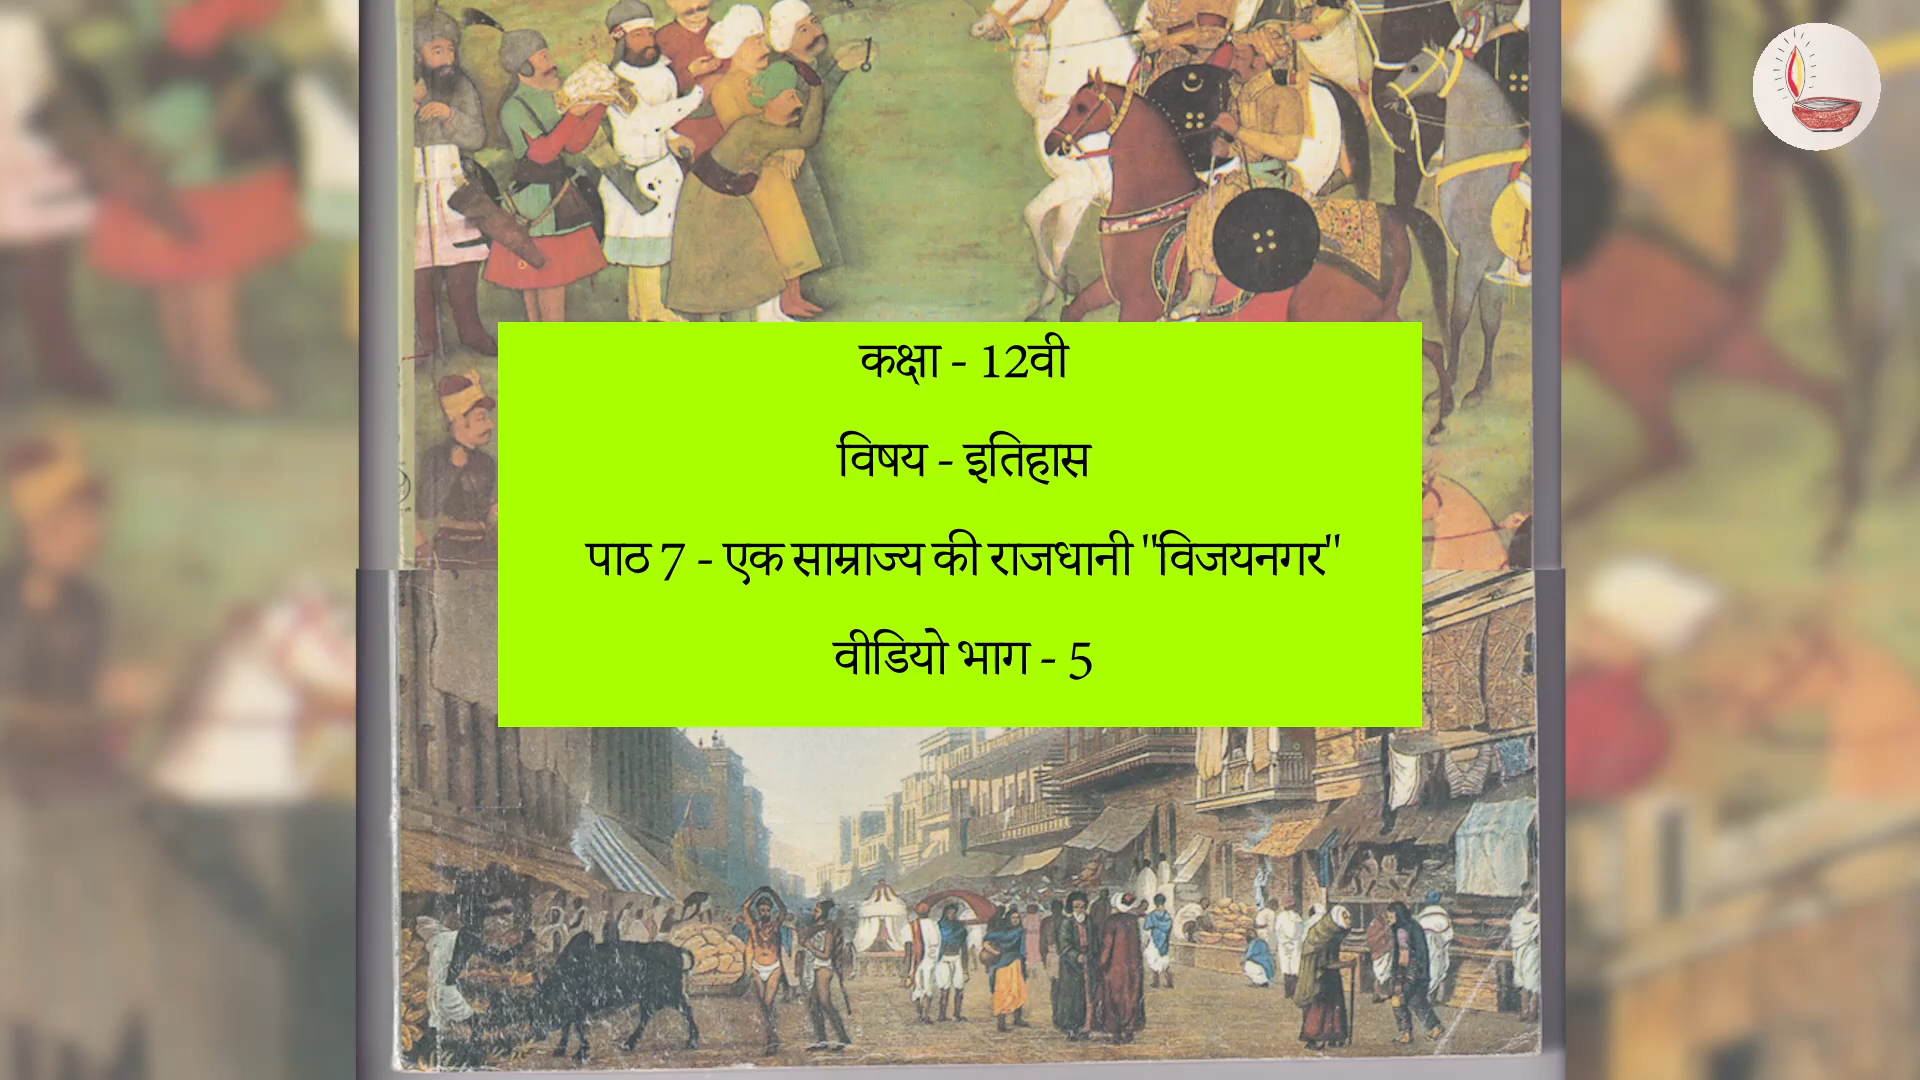 कक्षा - 12वी
विषय - इतिहास
पाठ 7 - एक साम्राज्य की राजधानी "विजयनगर"
वीडियो भाग - 5